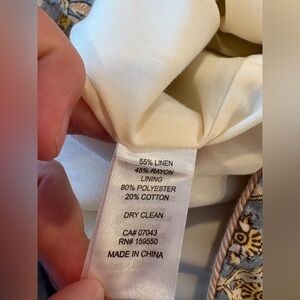 55% LINEN
45% RAYON
LINING
80% POLYESTER
20% COTTON
DRY CLEAN
CA# 07043
RN# 159550
MADE IN CHINA